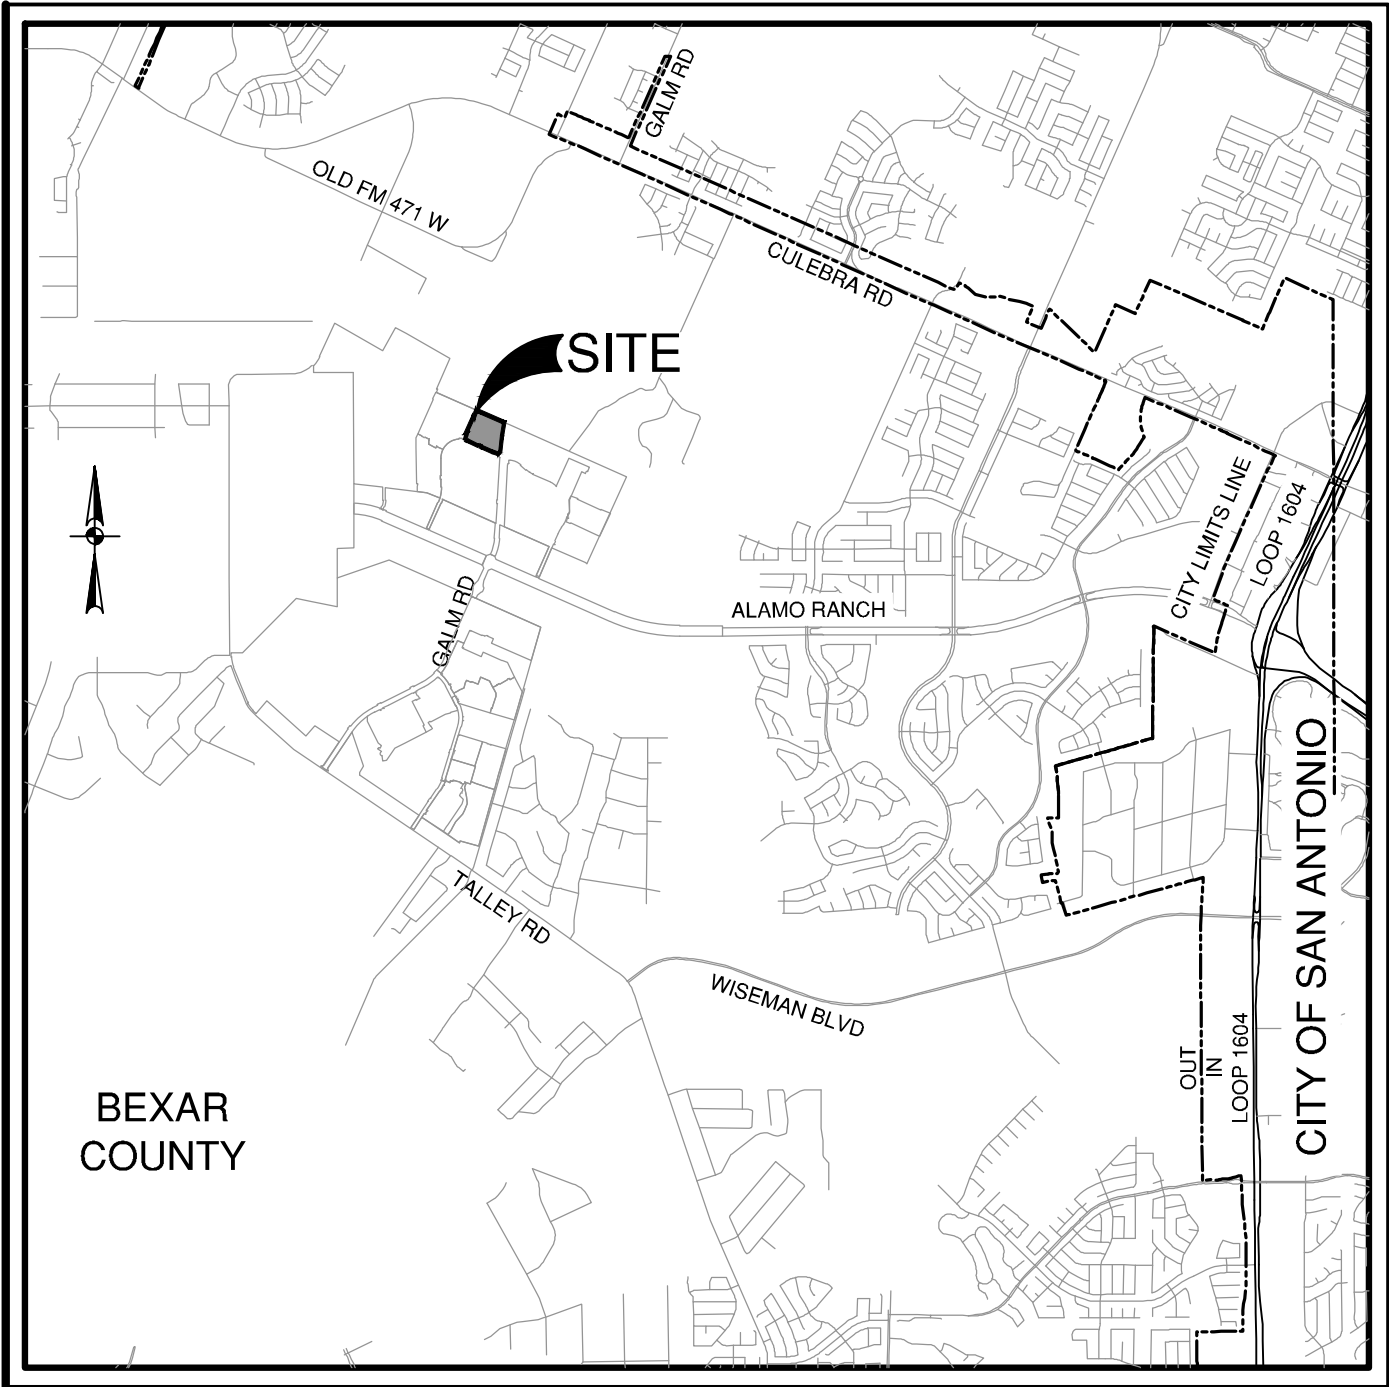 GALM RD
OLD FM 471 W
CULEBRA RD
SITE
CITY LIMITS LINE
LOOP 1604
GALM RD
ALAMO RANCH
CITY OF SAN ANTONIO
TALLEY RD
WISEMAN BLVD
OUT
IN
LOOP 1604
BEXAR
COUNTY